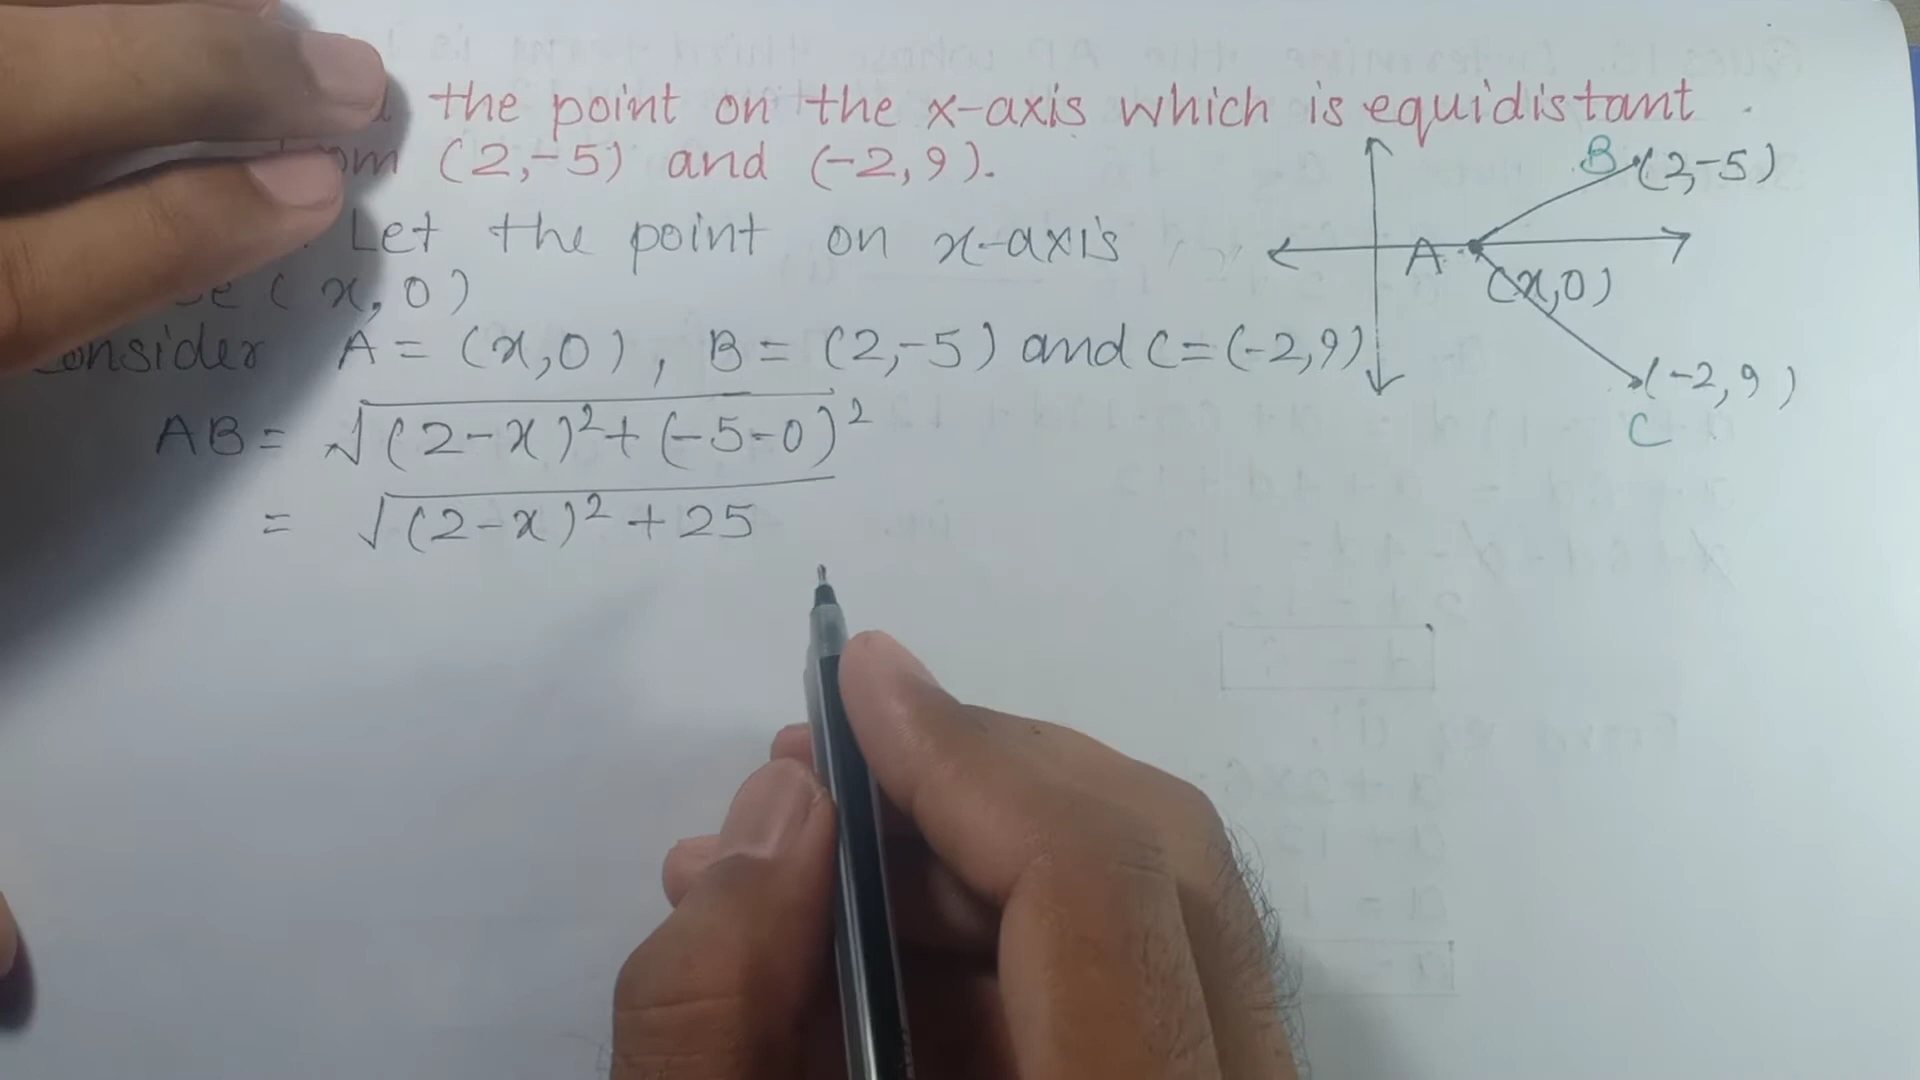 the point on the x-axis which is equidistant
(2,-5) and (-2,9).
Let the point on x-axis
(x,0)
onsider A = (x,0), B = (2,-5) and C = (-2,9)
AB = √(2-x)²+(-5-0)²
= √(2-x)²+25
B (2,-5)
A
(x,0)
(-2,9)
C